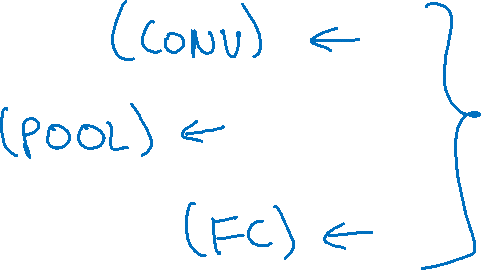 (CONV) ←
(POOL) ←
(FC) ←